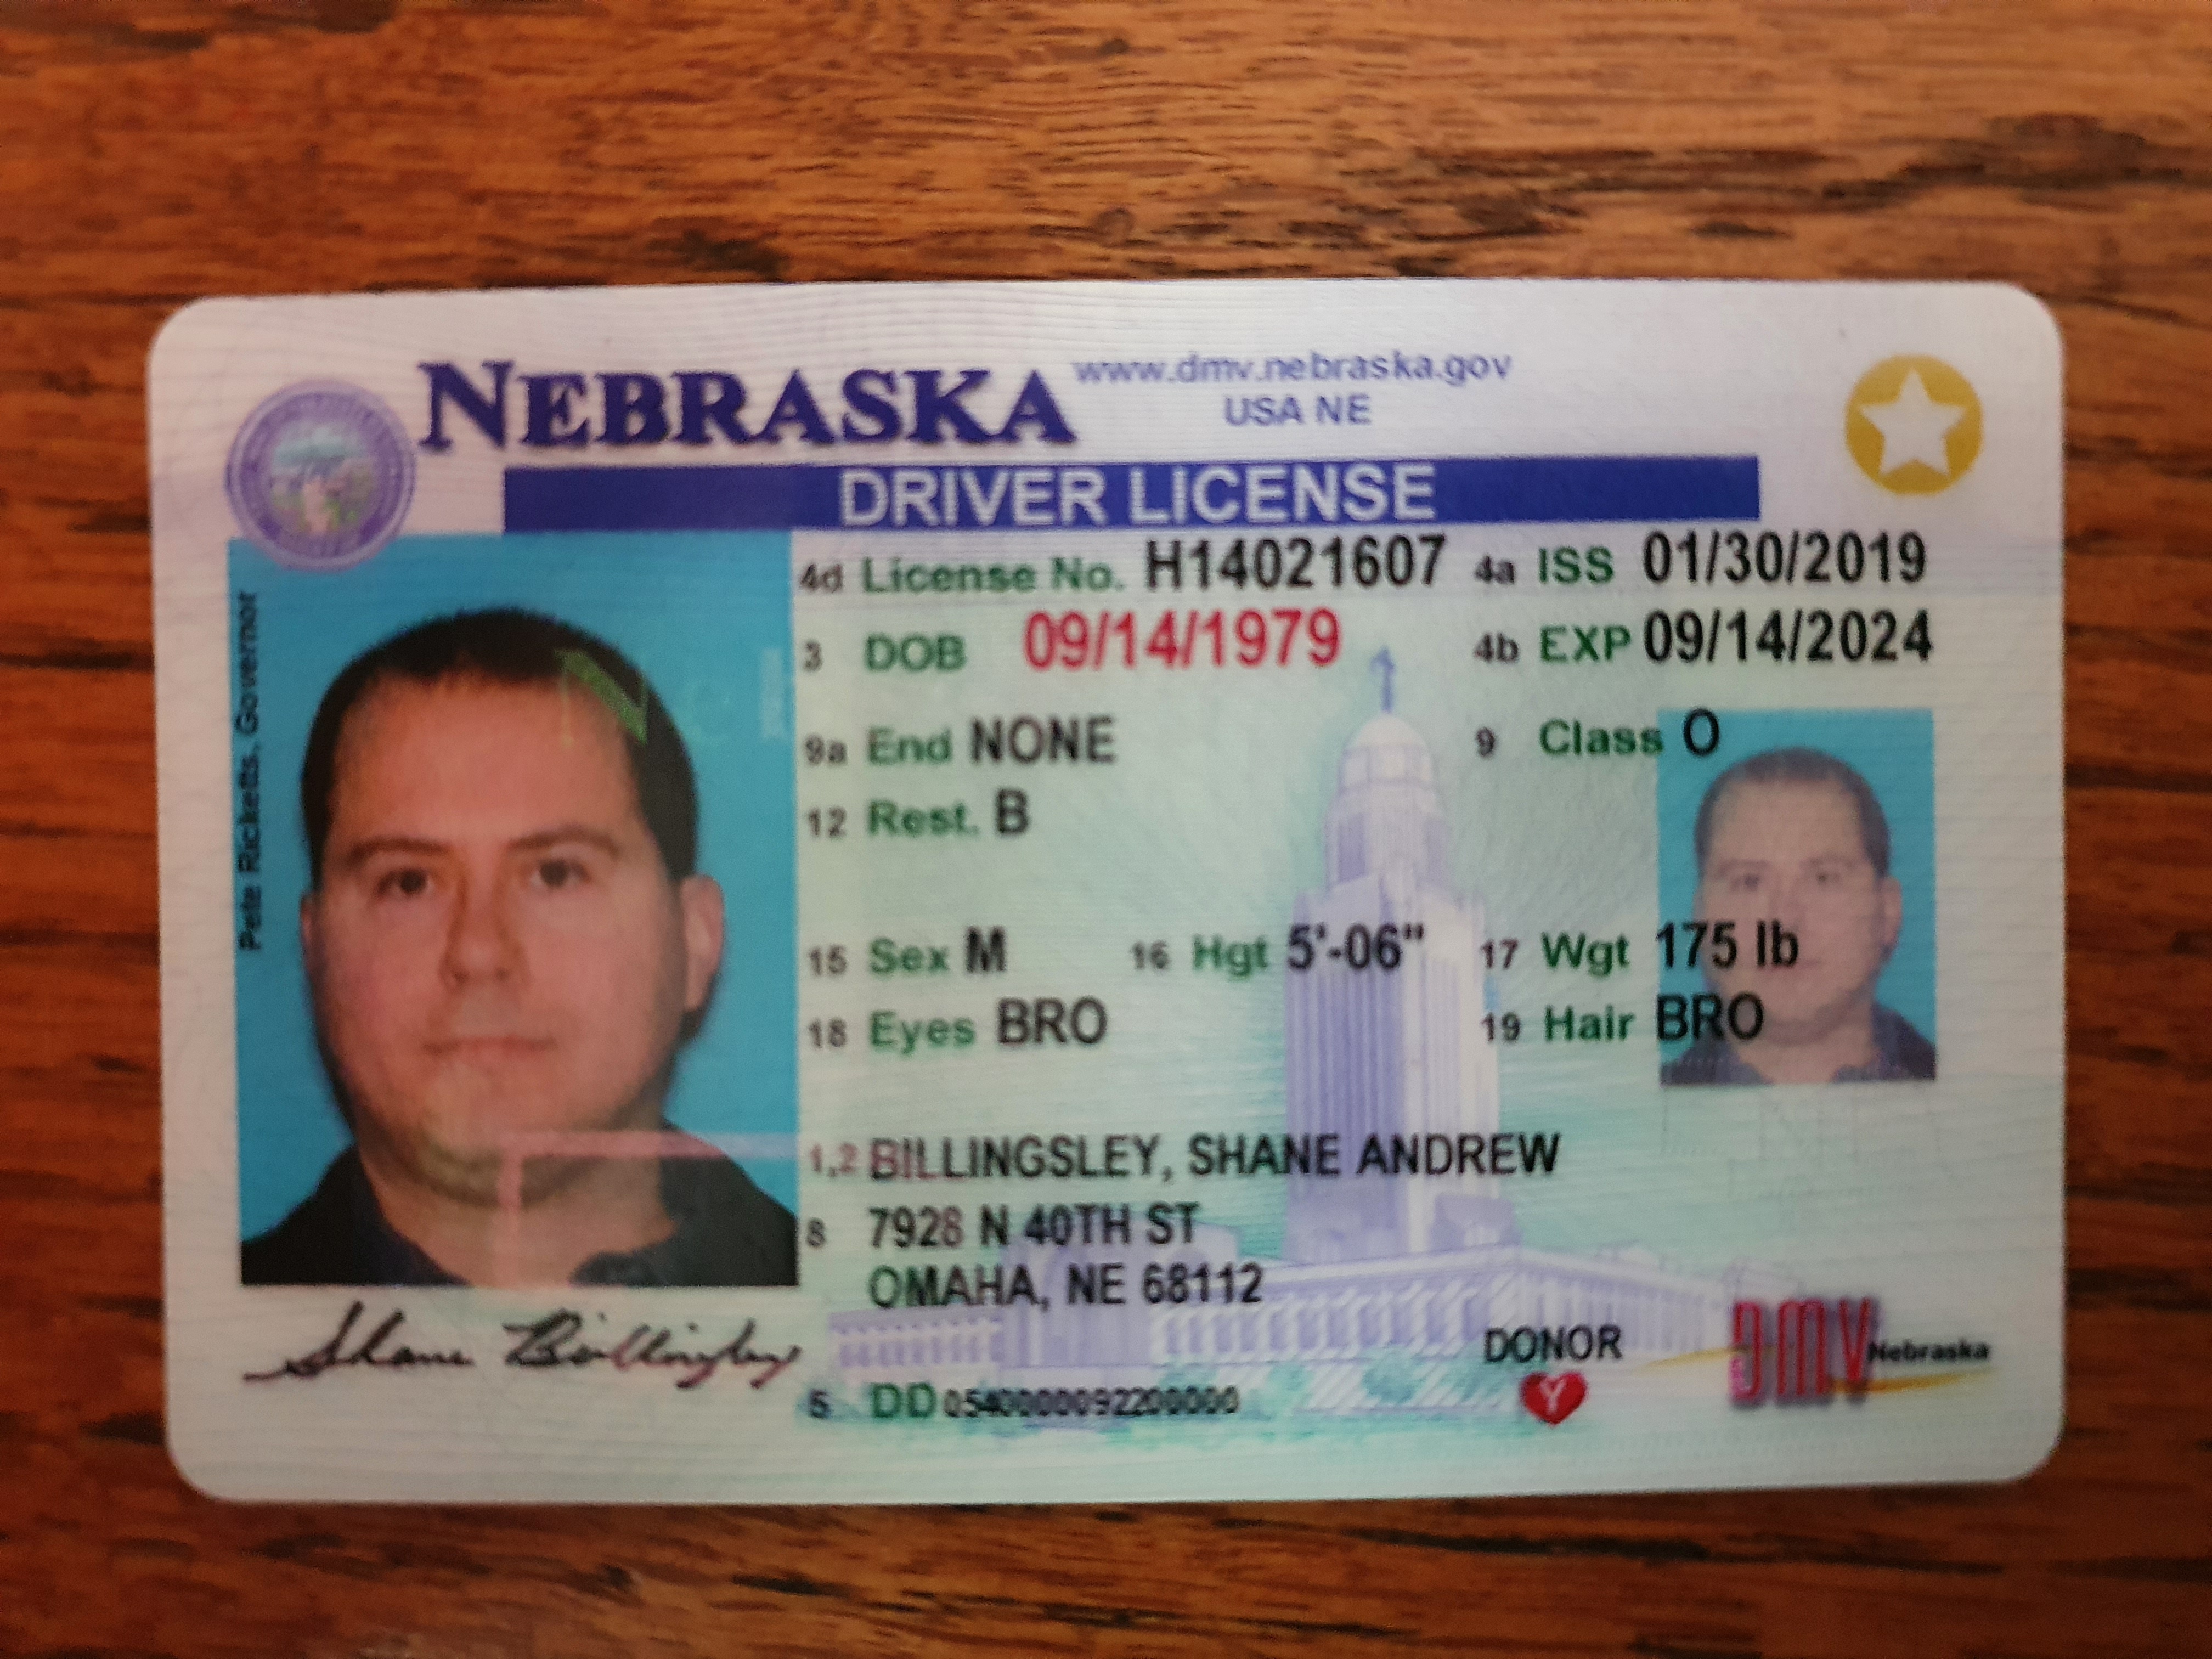 NEBRASKA
www.dmv.nebraska.gov
USA NE
DRIVER LICENSE
Pete Ricketts, Governor
4d License No. H14021607 4a ISS 01/30/2019
3 DOB 09/14/1979 4b EXP 09/14/2024
9a End NONE 9 Class O
12 Rest. B
15 Sex M 16 Hgt 5'-06" 17 Wgt 175 lb
18 Eyes BRO 19 Hair BRO
1,2 BILLINGSLEY, SHANE ANDREW
8 7928 N 40TH ST
OMAHA, NE 68112
Shane Billingsley
DONOR
Y
5. DD
DMV Nebraska